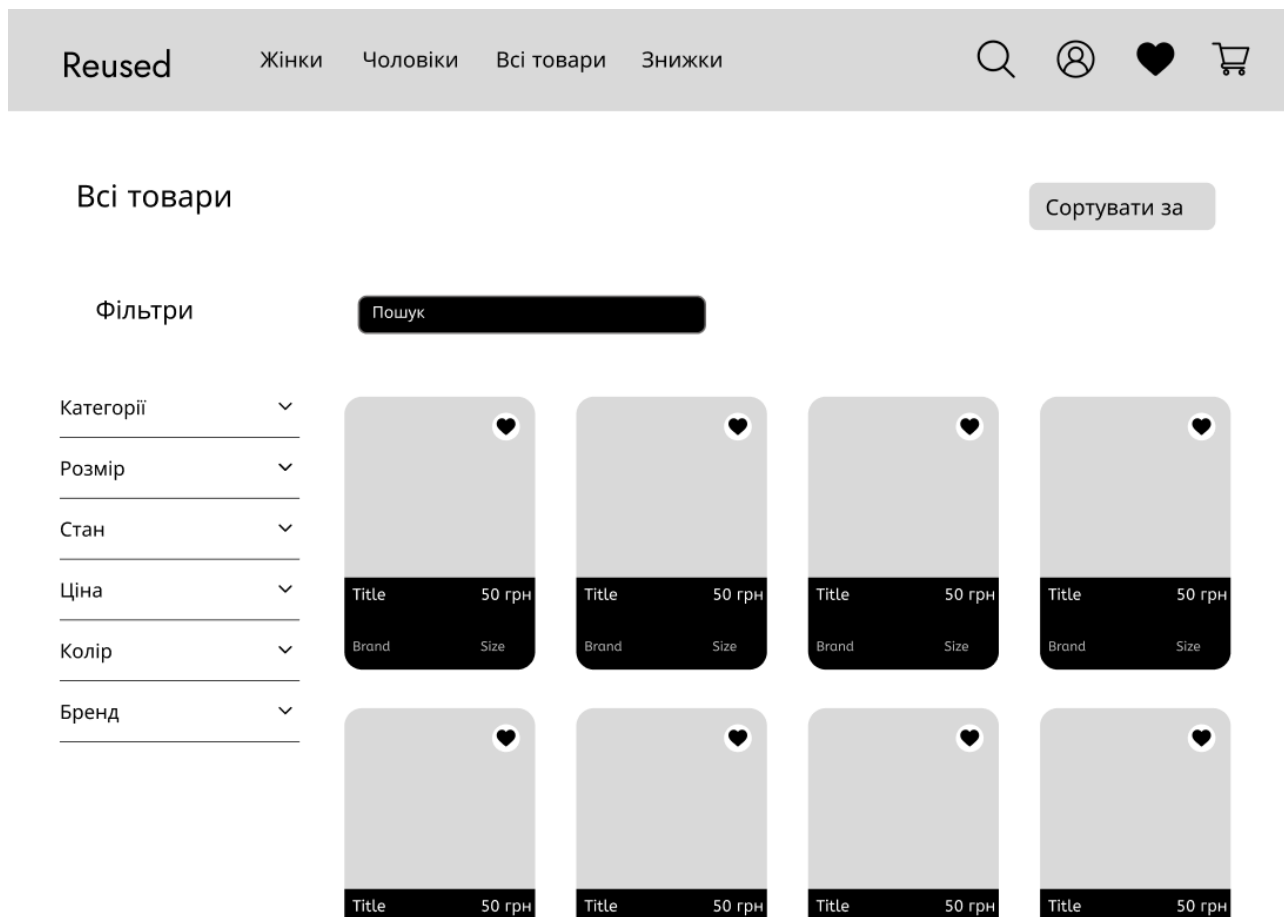 Reused Жінки Чоловіки Всі товари Знижки
Всі товари
Сортувати за
Фільтри
Пошук
Категорії
Розмір
Стан
Ціна
Колір
Бренд
Title 50 грн Title 50 грн Title 50 грн Title 50 грн
Brand Size Brand Size Brand Size Brand Size
Title 50 грн Title 50 грн Title 50 грн Title 50 грн